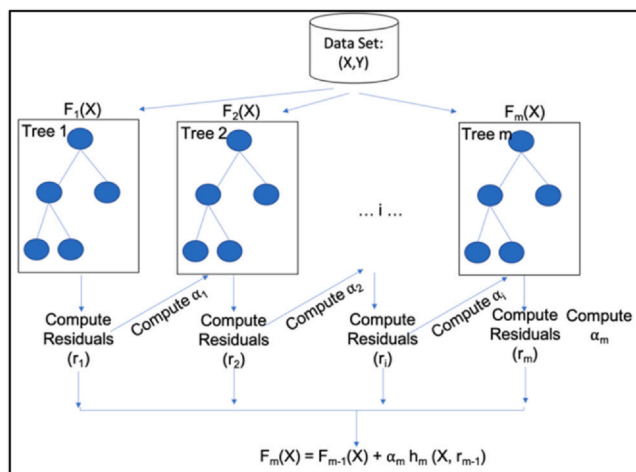 Data Set:
(X,Y)
F₁(X)
F₂(X)
Fₘ(X)
Tree 1
Tree 2
Tree m
... i ...
Compute α₁
Compute α₂
Compute αᵢ
Compute
Residuals
(r₁)
Compute
Residuals
(r₂)
Compute
Residuals
(rᵢ)
Compute
Residuals
(rₘ)
Compute
αₘ
Fₘ(X) = Fₘ₋₁(X) + αₘ hₘ (X, rₘ₋₁)